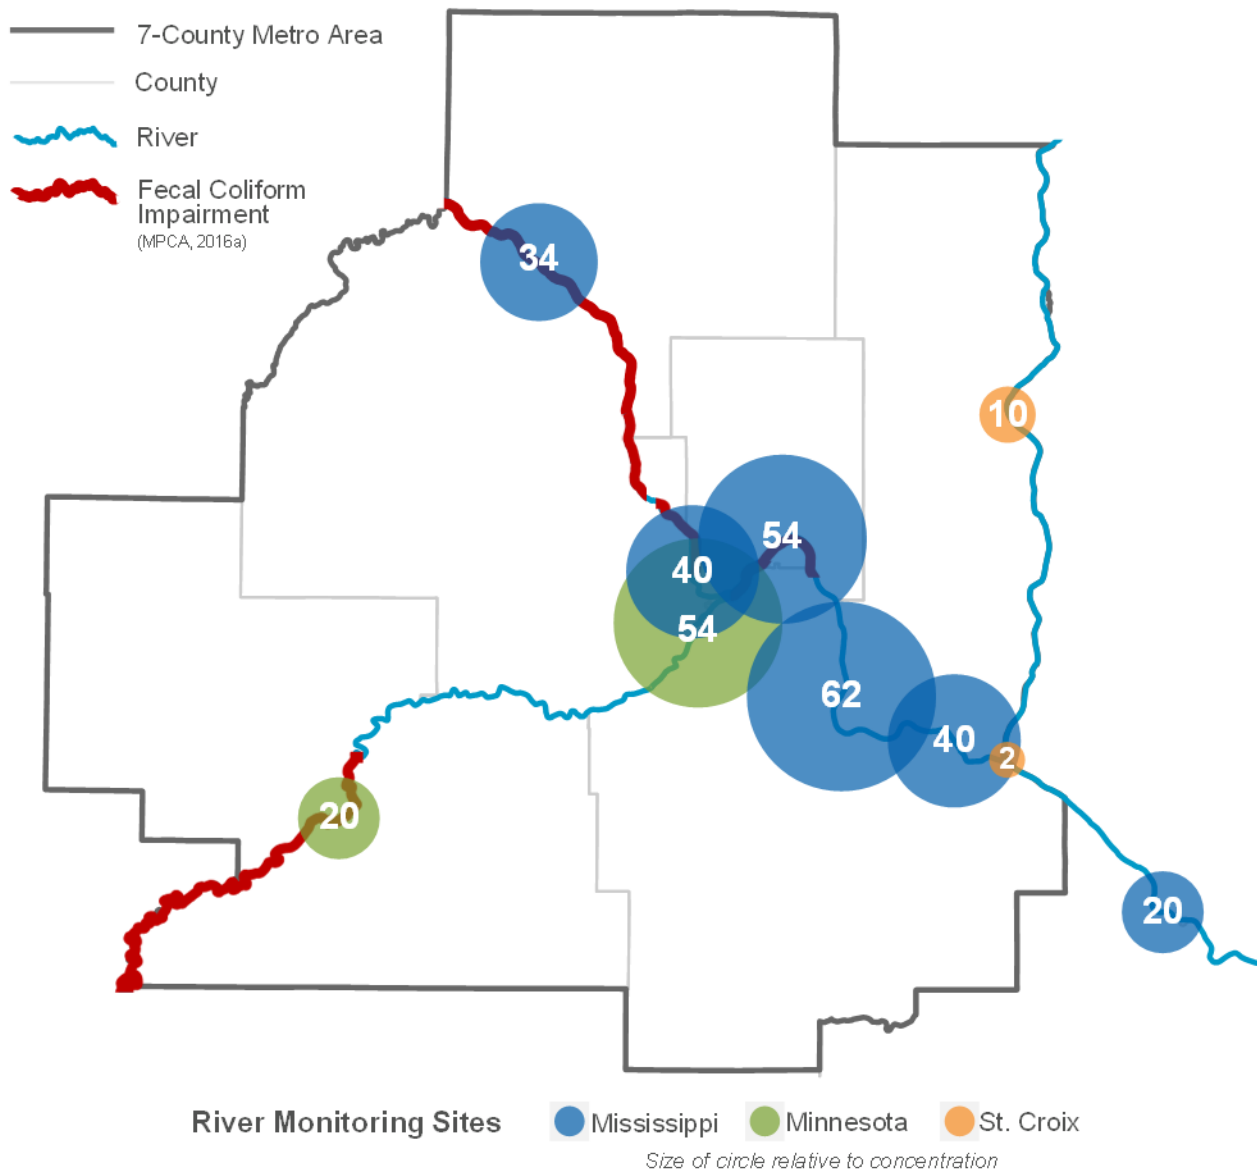 7-County Metro Area
County
River
Fecal Coliform
Impairment
(MPCA, 2016a)
34
10
54
40
54
62
40
2
20
20
River Monitoring Sites
Mississippi
Minnesota
St. Croix
Size of circle relative to concentration